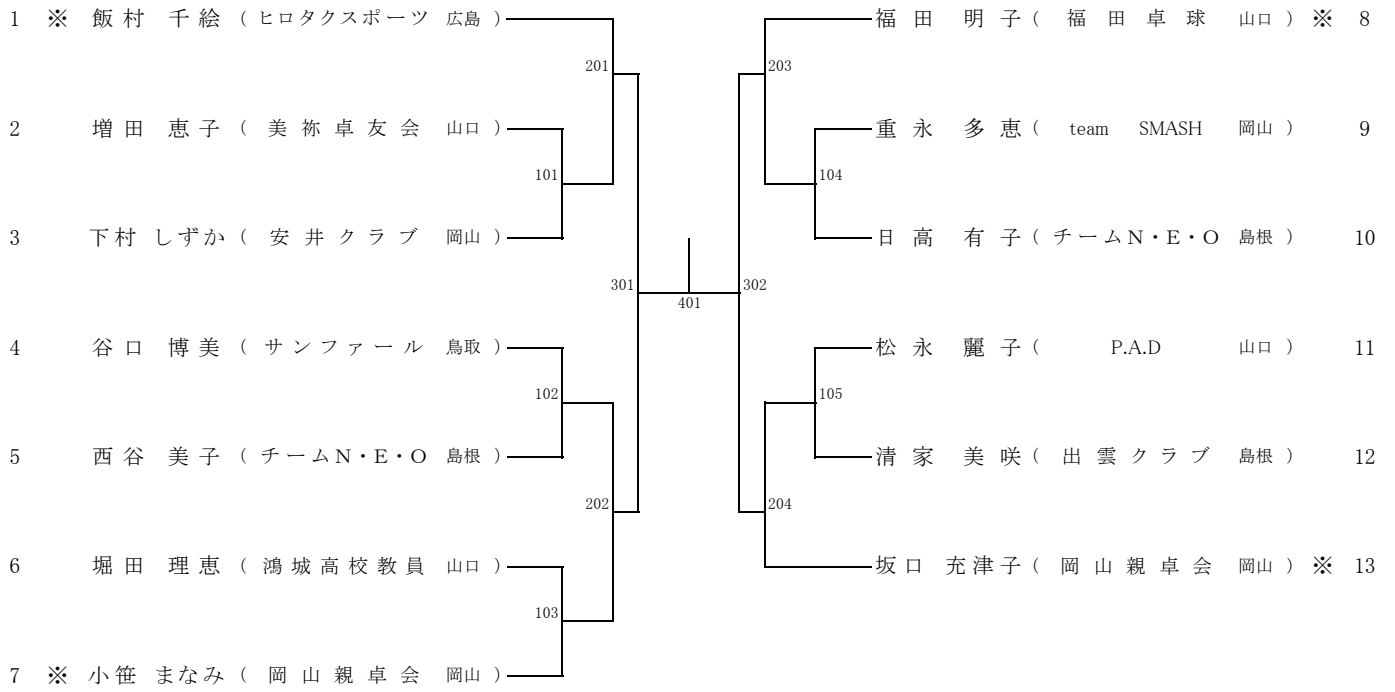 1 ※ 飯村 千絵 ( ヒロタクスポーツ 広島 )
201
2 増田 恵子 ( 美祢卓友会 山口 )
101
3 下村 しずか ( 安井クラブ 岡山 )
301
4 谷口 博美 ( サンファール 鳥取 )
102
5 西谷 美子 ( チームN・E・O 島根 )
202
6 堀田 理恵 ( 鴻城高校教員 山口 )
103
7 ※ 小笹 まなみ ( 岡山親卓会 岡山 )
401
福田 明子 ( 福田卓球 山口 ) ※ 8
203
重永 多恵 ( team SMASH 岡山 ) 9
104
日高 有子 ( チームN・E・O 島根 ) 10
302
松永 麗子 ( P.A.D 山口 ) 11
105
清家 美咲 ( 出雲クラブ 島根 ) 12
204
坂口 充津子 ( 岡山親卓会 岡山 ) ※ 13